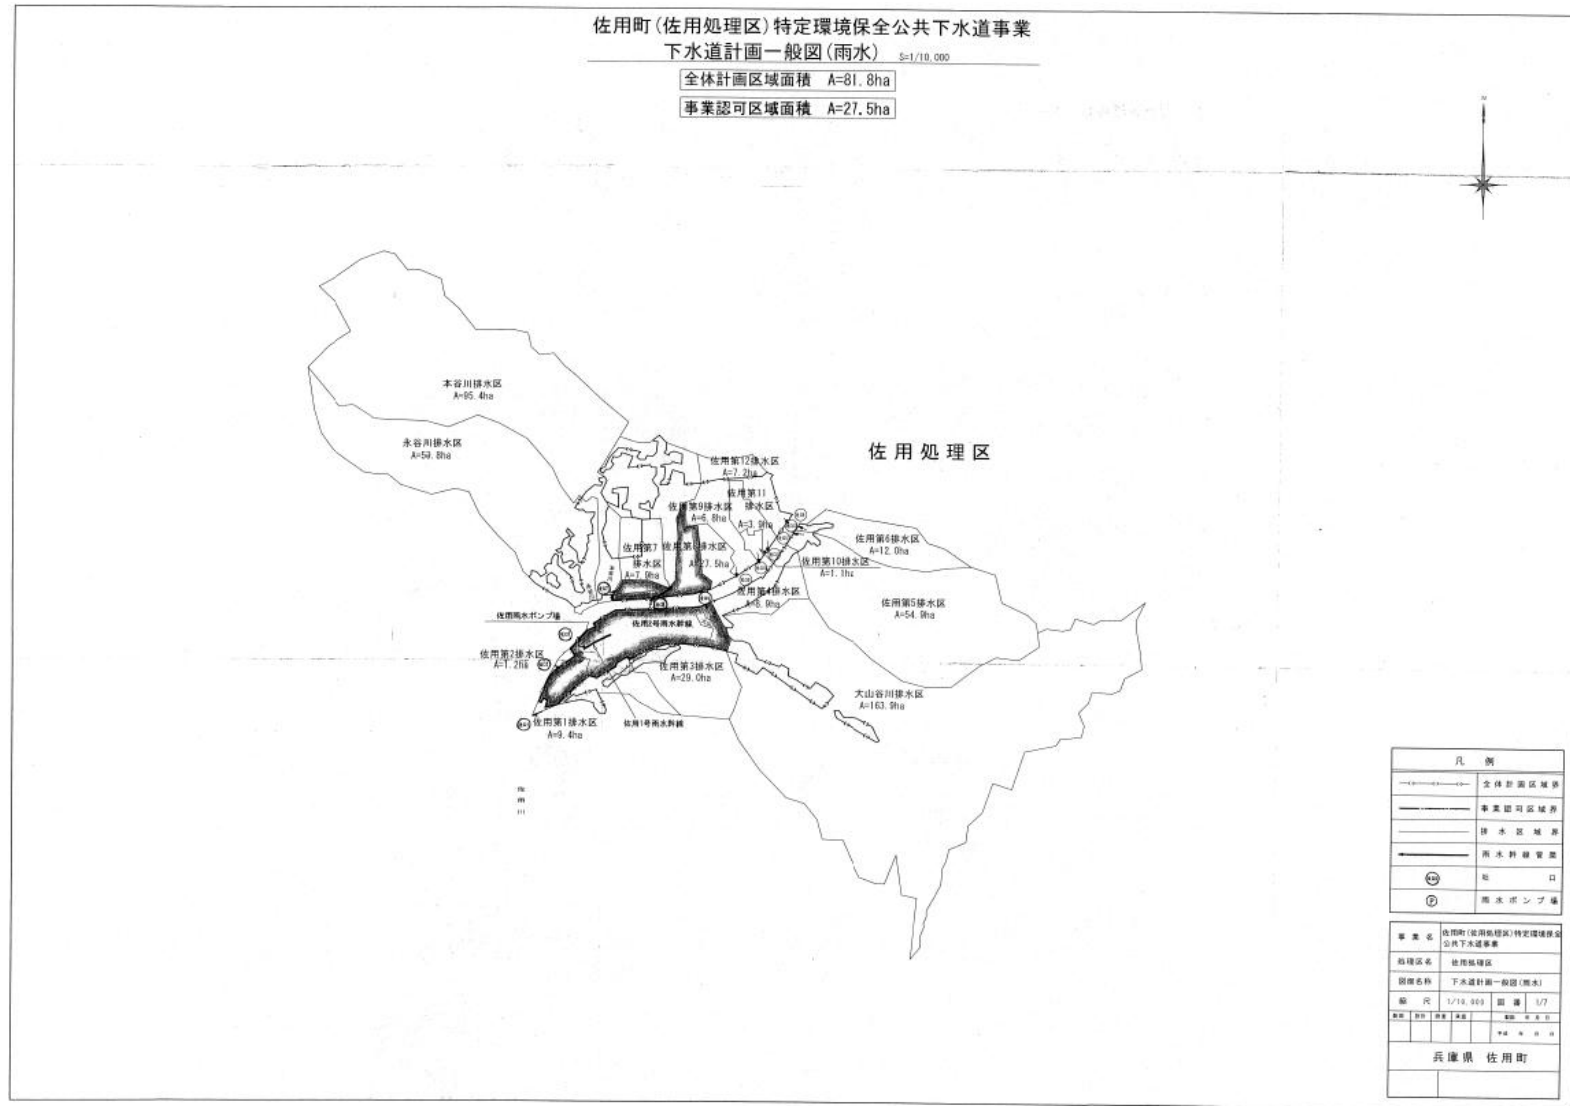 佐用町(佐用処理区)特定環境保全公共下水道事業
下水道計画一般図(雨水) S=1/10,000
全体計画区域面積 A=81.8ha
事業認可区域面積 A=27.5ha
本谷川排水区
A=95.4ha
永谷川排水区
A=50.8ha
佐用処理区
佐用第12排水区
A=7.2ha
佐用第11
排水区
A=3.9ha
佐用第9排水区
A=6.8ha
佐用第7
排水区
A=7.9ha
佐用第8排水区
A=27.5ha
佐用第6排水区
A=12.0ha
佐用第10排水区
A=1.1ha
佐用第4排水区
A=6.9ha
佐用第5排水区
A=54.9ha
佐用雨水ポンプ場
佐用2号雨水幹線
佐用第2排水区
A=1.2ha
佐用第3排水区
A=29.0ha
大山谷川排水区
A=163.9ha
佐用第1排水区
A=9.4ha
佐用1号雨水幹線
佐用川
凡例
全体計画区域界
事業認可区域界
排水区域界
雨水幹線管渠
吐口
P 雨水ポンプ場
事業名 佐用町(佐用処理区)特定環境保全
公共下水道事業
処理区名 佐用処理区
図面名称 下水道計画一般図(雨水)
縮尺 1/10,000 図番 1/7
平成 年 月 日
兵庫県 佐用町